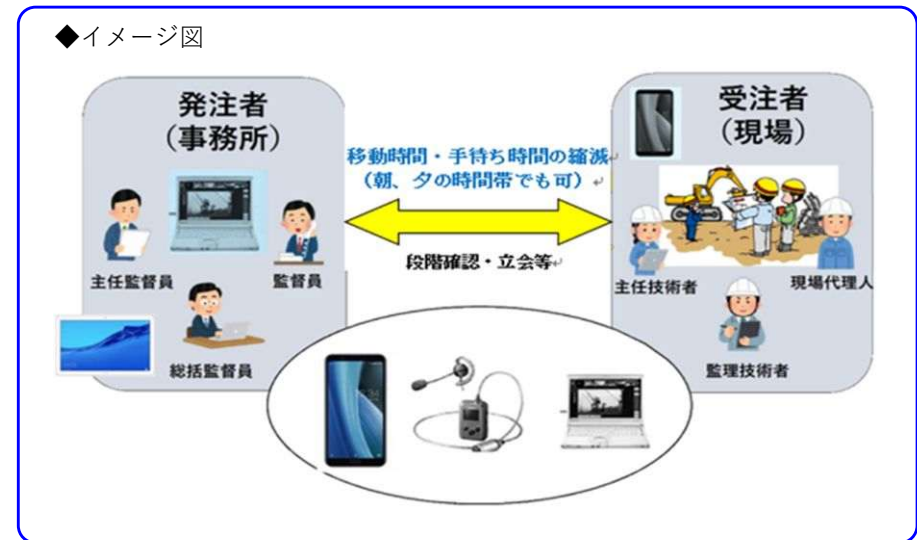 ◆イメージ図
発注者
（事務所）
主任監督員
監督員
総括監督員
移動時間・手待ち時間の縮減
（朝、夕の時間帯でも可）
段階確認・立会等
受注者
（現場）
主任技術者
現場代理人
監理技術者